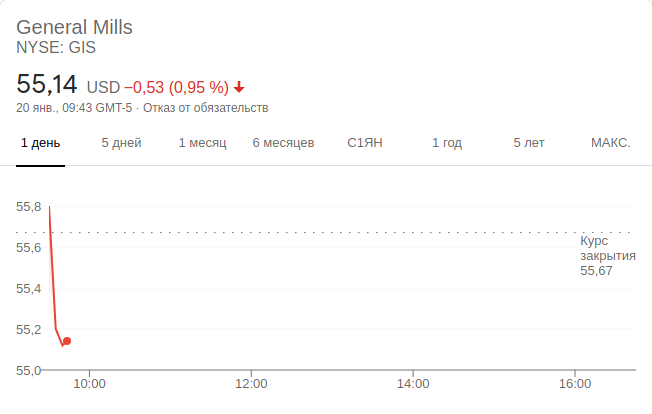 General Mills
NYSE: GIS
55,14 USD −0,53 (0,95 %)
20 янв., 09:43 GMT-5 · Отказ от обязательств
1 день 5 дней 1 месяц 6 месяцев С1ЯН 1 год 5 лет МАКС.
55,8
Курс
закрытия
55,67
55,6
55,4
55,2
55,0
10:00 12:00 14:00 16:00